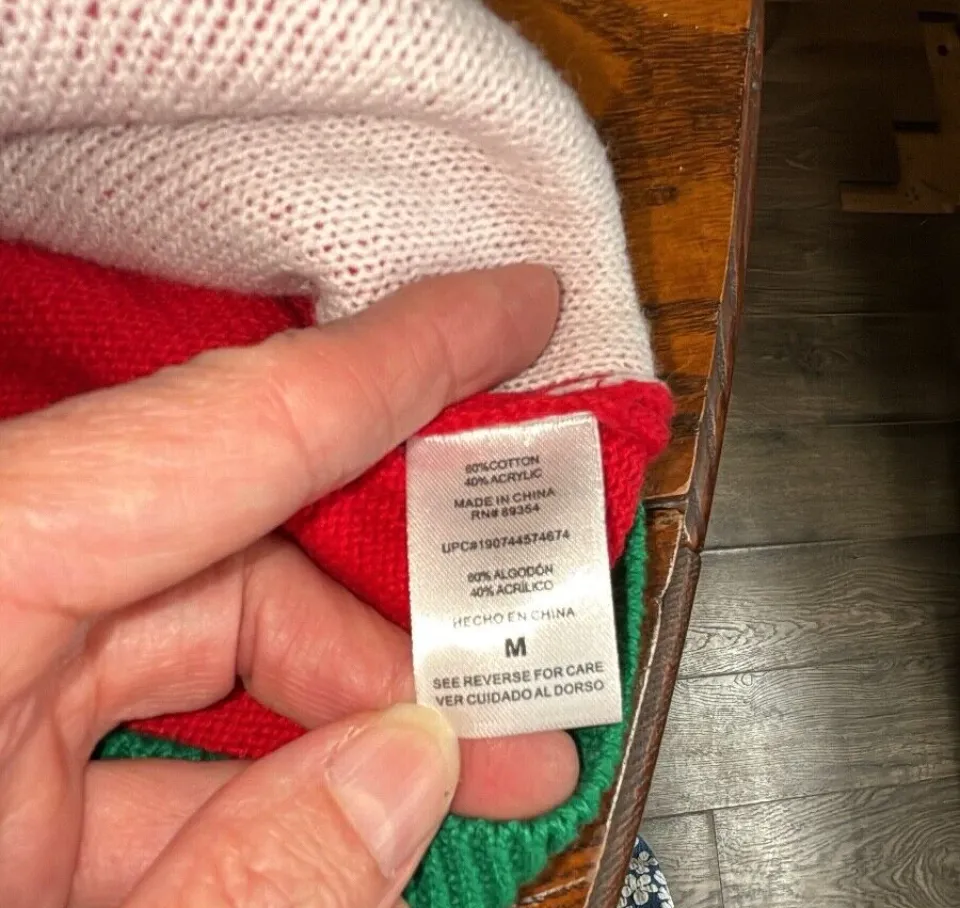 60%COTTON
40% ACRYLIC
MADE IN CHINA
RN# 89354
UPC#190744574674
60% ALGODÓN
40% ACRÍLICO
HECHO EN CHINA
M
SEE REVERSE FOR CARE
VER CUIDADO AL DORSO